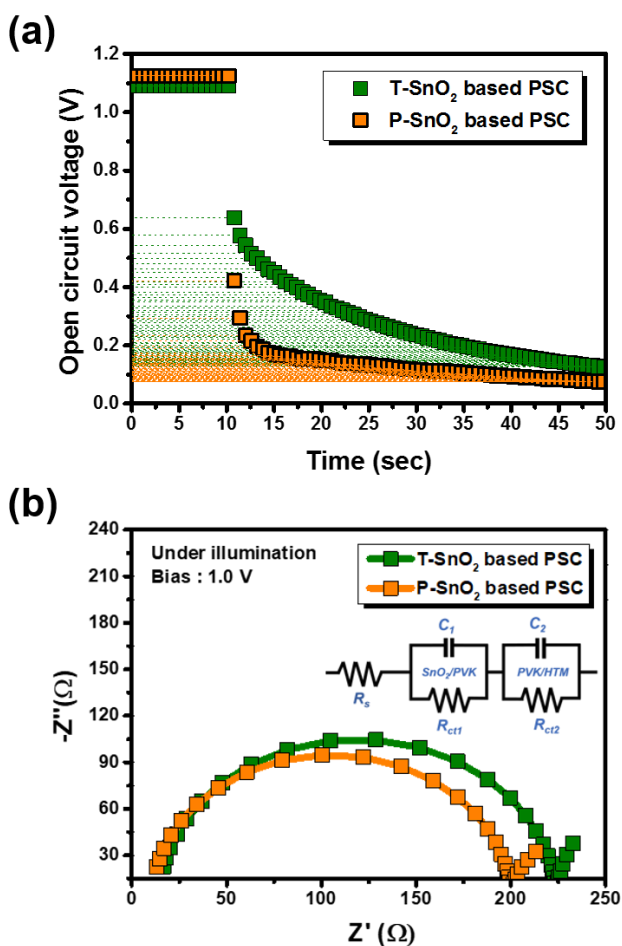 (a)
1.2
1.0
0.8
0.6
0.4
0.2
0.0
Open circuit voltage (V)
T-SnO₂ based PSC
P-SnO₂ based PSC
0 5 10 15 20 25 30 35 40 45 50
Time (sec)
(b)
240
210
180
150
120
90
60
30
-Z''(Ω)
Under illumination
Bias : 1.0 V
T-SnO₂ based PSC
P-SnO₂ based PSC
C₁ C₂
SnO₂/PVK PVK/HTM
Rₛ
R_ct1 R_ct2
0 50 100 150 200 250
Z' (Ω)